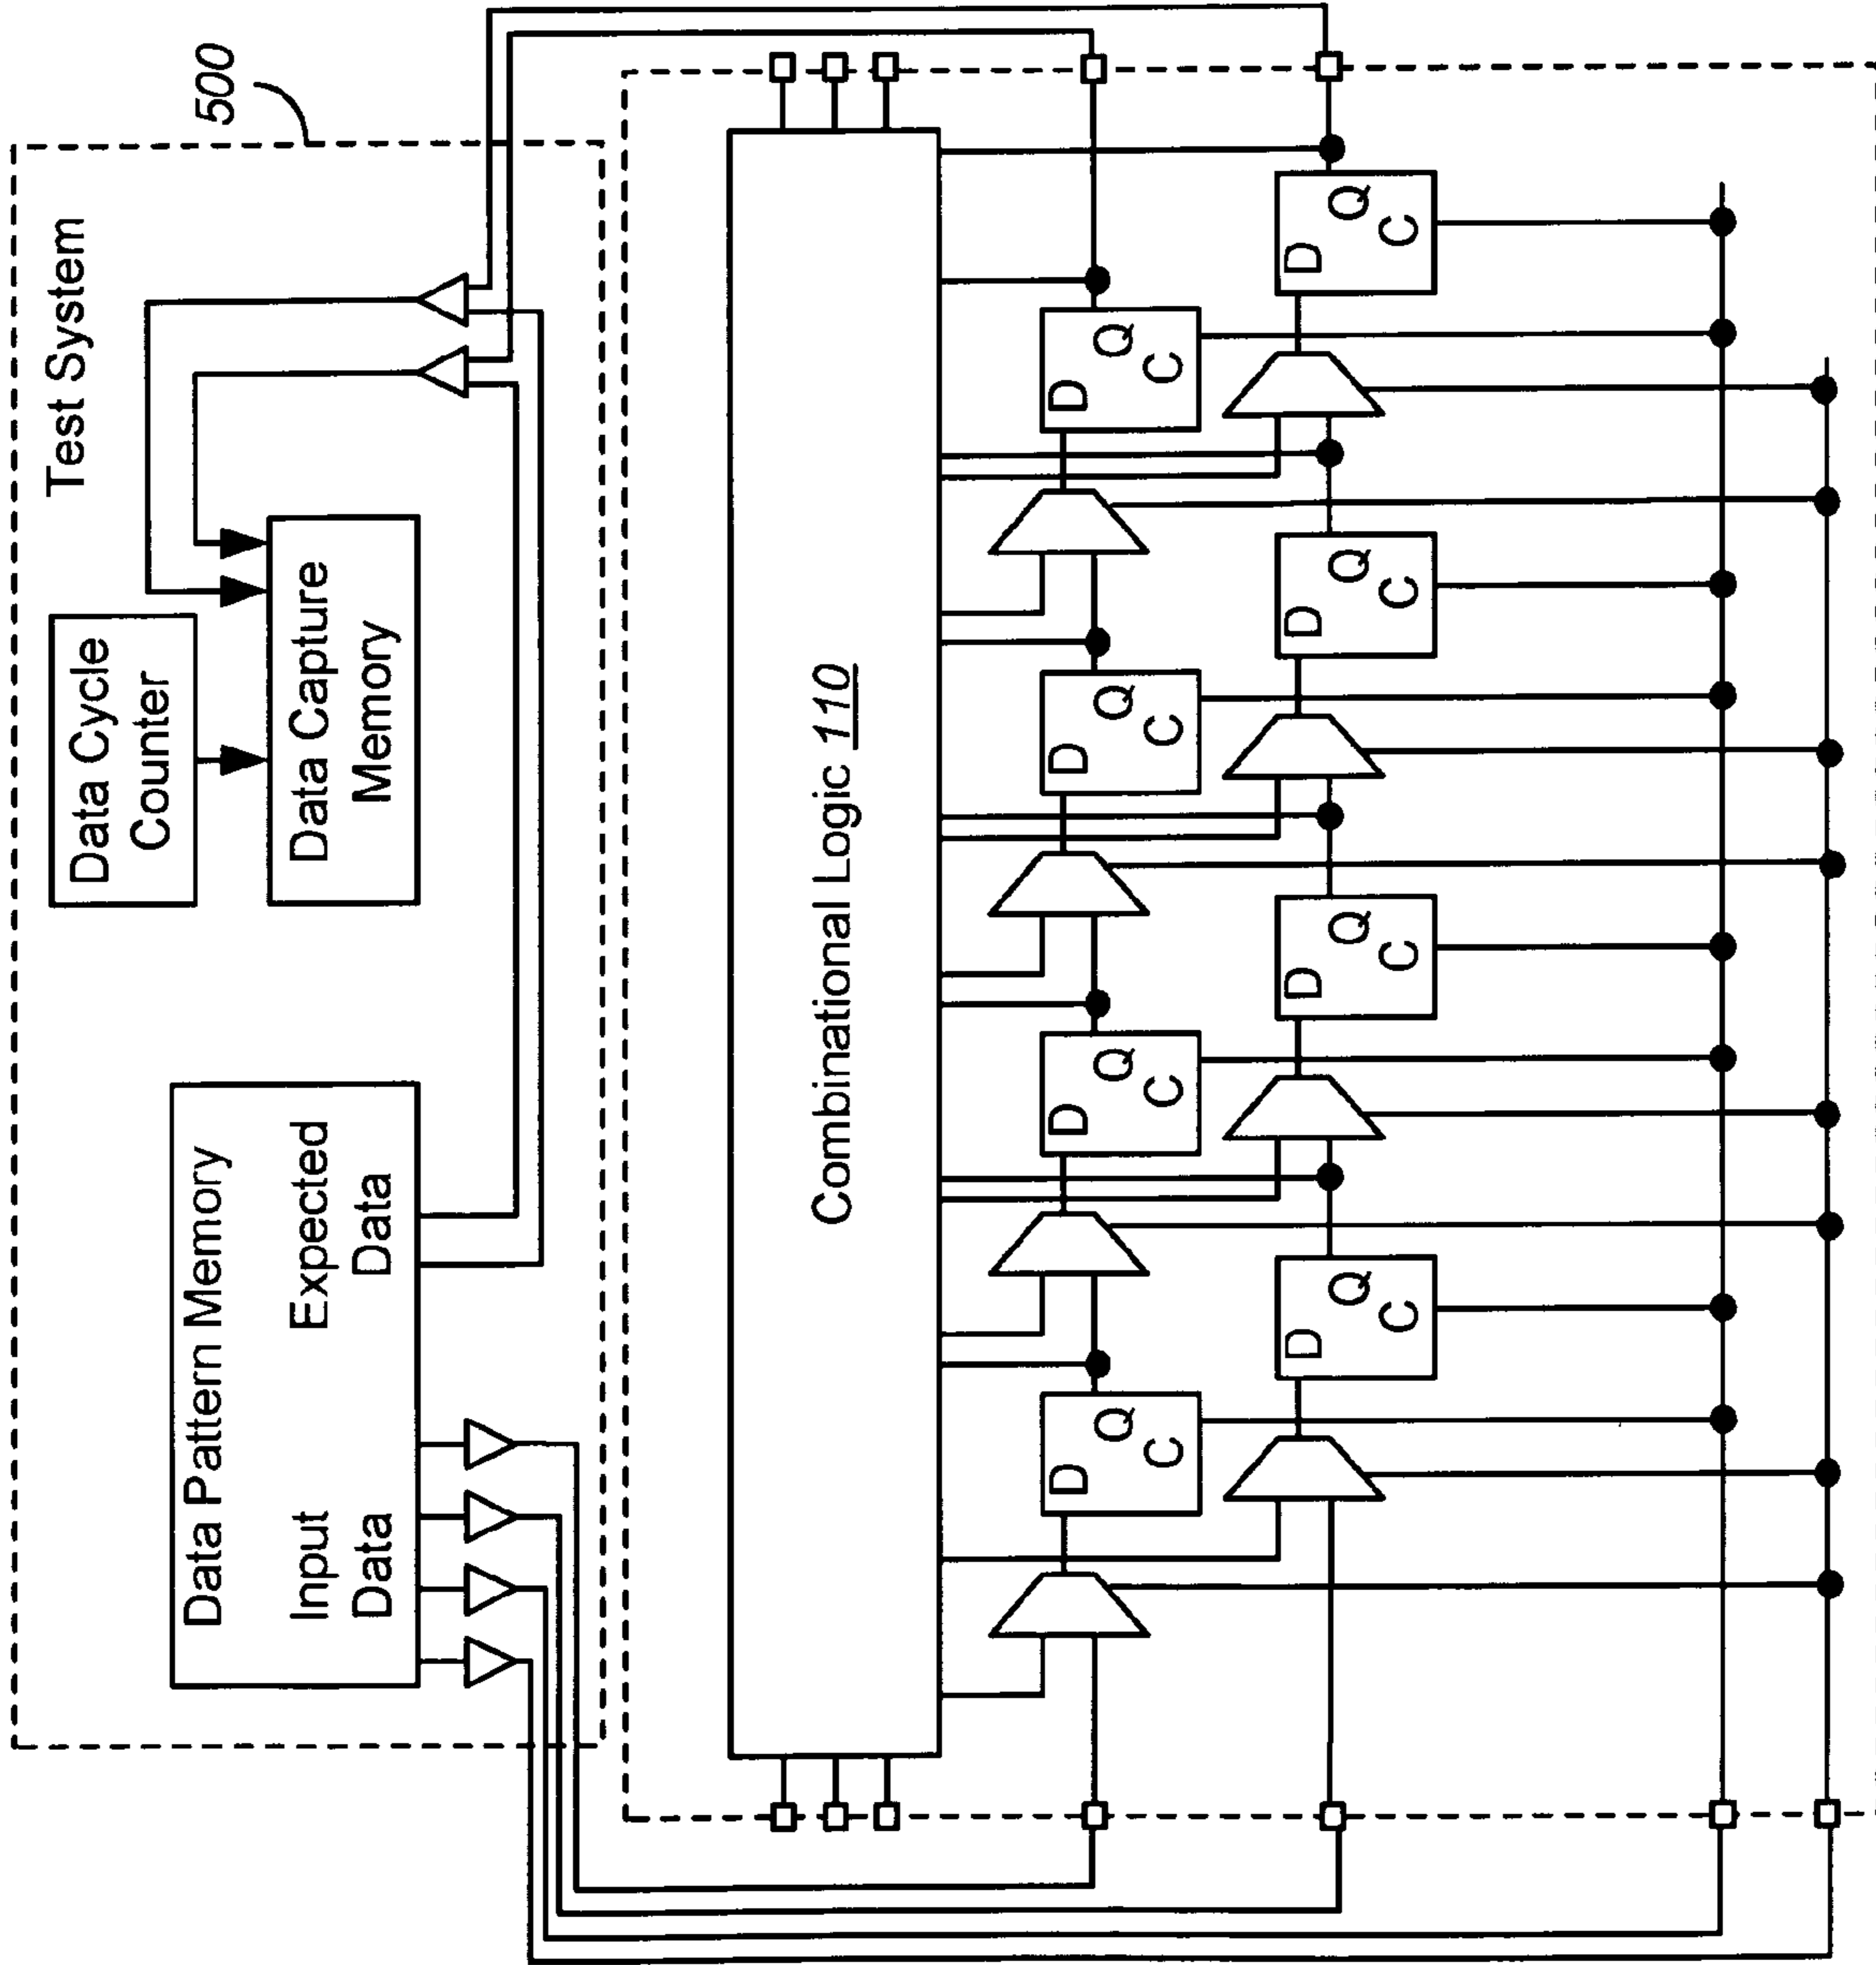 500
Test System
Data Pattern Memory
Input
Data
Expected
Data
Data Cycle
Counter
Data Capture
Memory
Combinational Logic 110
D
Q
C
D
Q
C
D
Q
C
D
Q
C
D
Q
C
D
Q
C
D
Q
C
D
Q
C